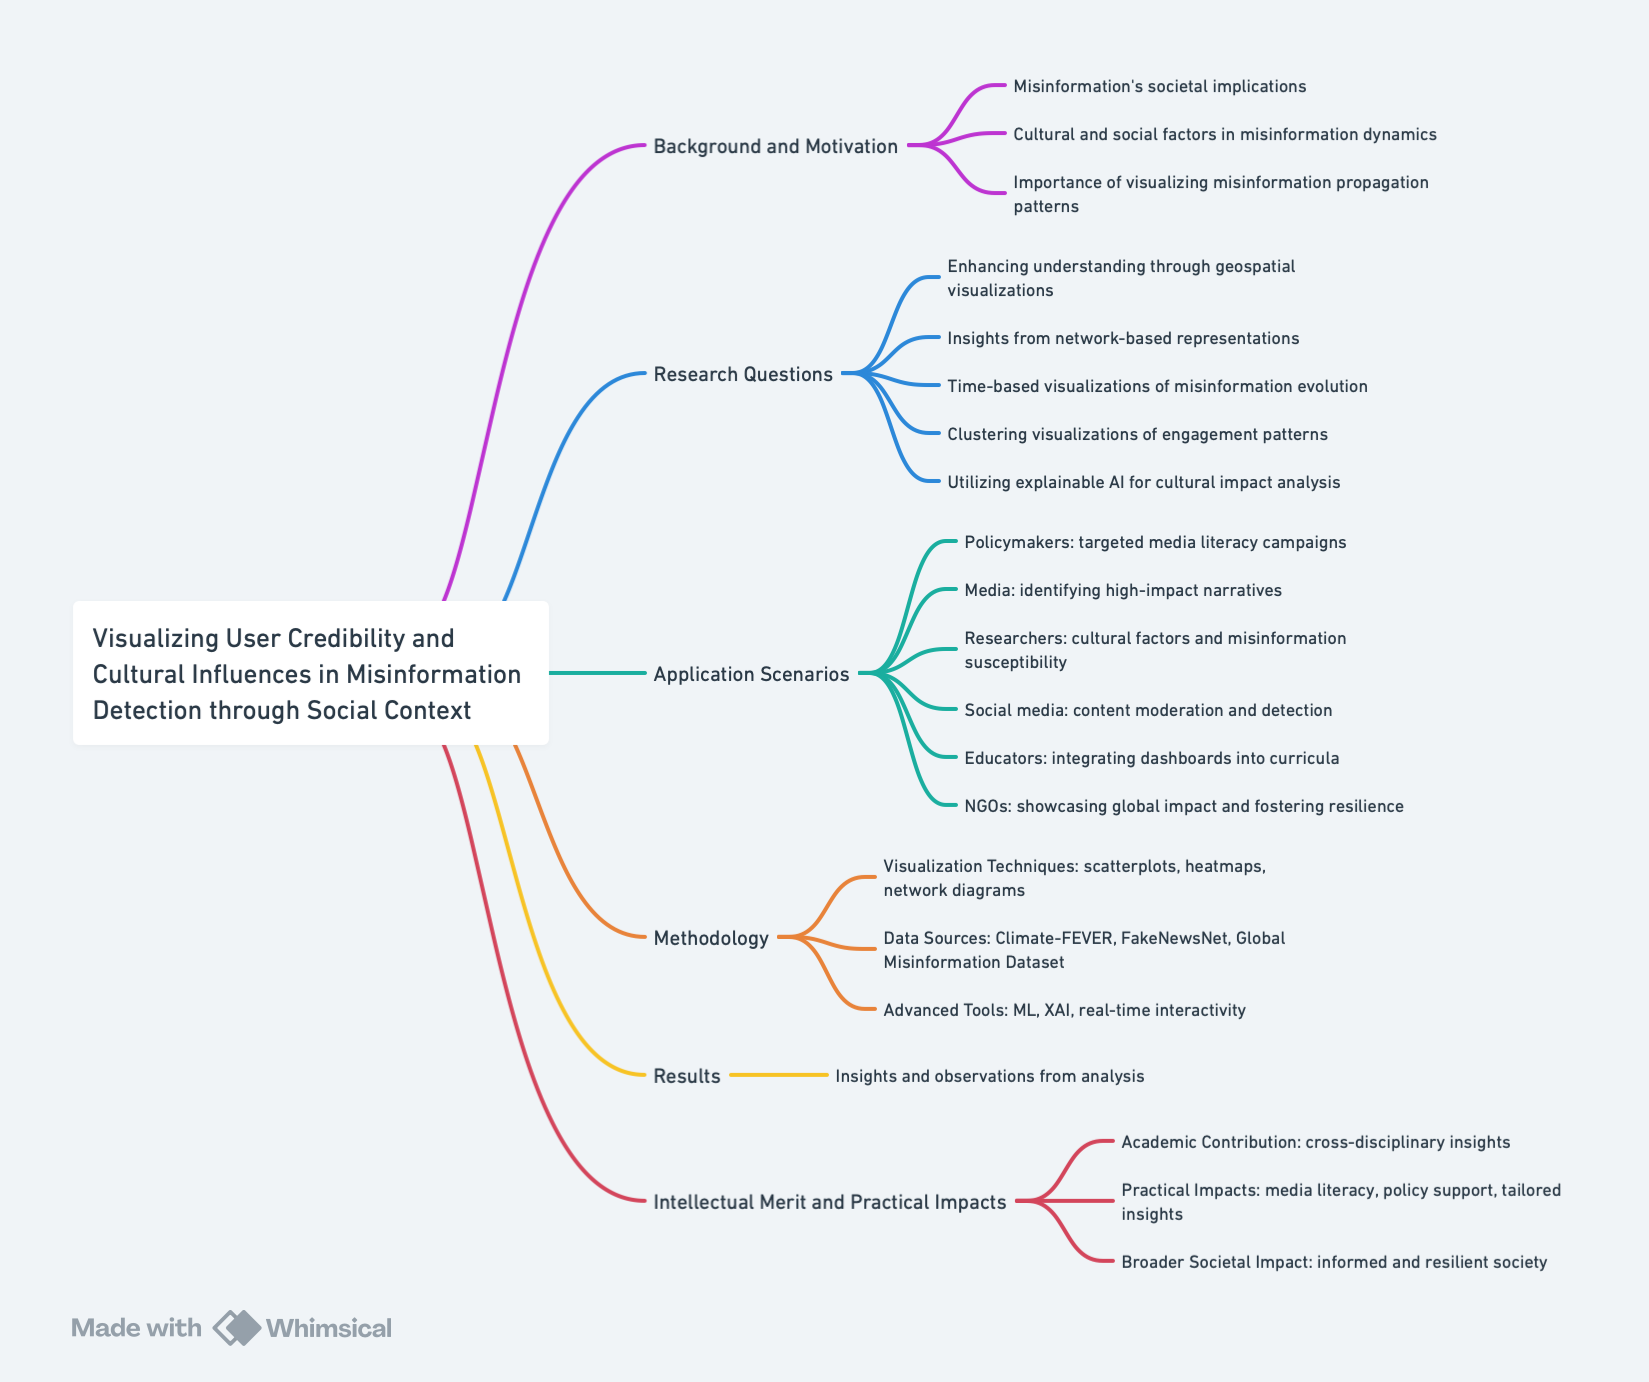 Misinformation's societal implications
Cultural and social factors in misinformation dynamics
Background and Motivation
Importance of visualizing misinformation propagation
patterns
Enhancing understanding through geospatial
visualizations
Insights from network-based representations
Research Questions
Time-based visualizations of misinformation evolution
Clustering visualizations of engagement patterns
Utilizing explainable AI for cultural impact analysis
Policymakers: targeted media literacy campaigns
Media: identifying high-impact narratives
Researchers: cultural factors and misinformation
susceptibility
Visualizing User Credibility and
Cultural Influences in Misinformation
Detection through Social Context
Application Scenarios
Social media: content moderation and detection
Educators: integrating dashboards into curricula
NGOs: showcasing global impact and fostering resilience
Visualization Techniques: scatterplots, heatmaps,
network diagrams
Methodology
Data Sources: Climate-FEVER, FakeNewsNet, Global
Misinformation Dataset
Advanced Tools: ML, XAI, real-time interactivity
Results
Insights and observations from analysis
Academic Contribution: cross-disciplinary insights
Intellectual Merit and Practical Impacts
Practical Impacts: media literacy, policy support, tailored
insights
Broader Societal Impact: informed and resilient society
Made with Whimsical